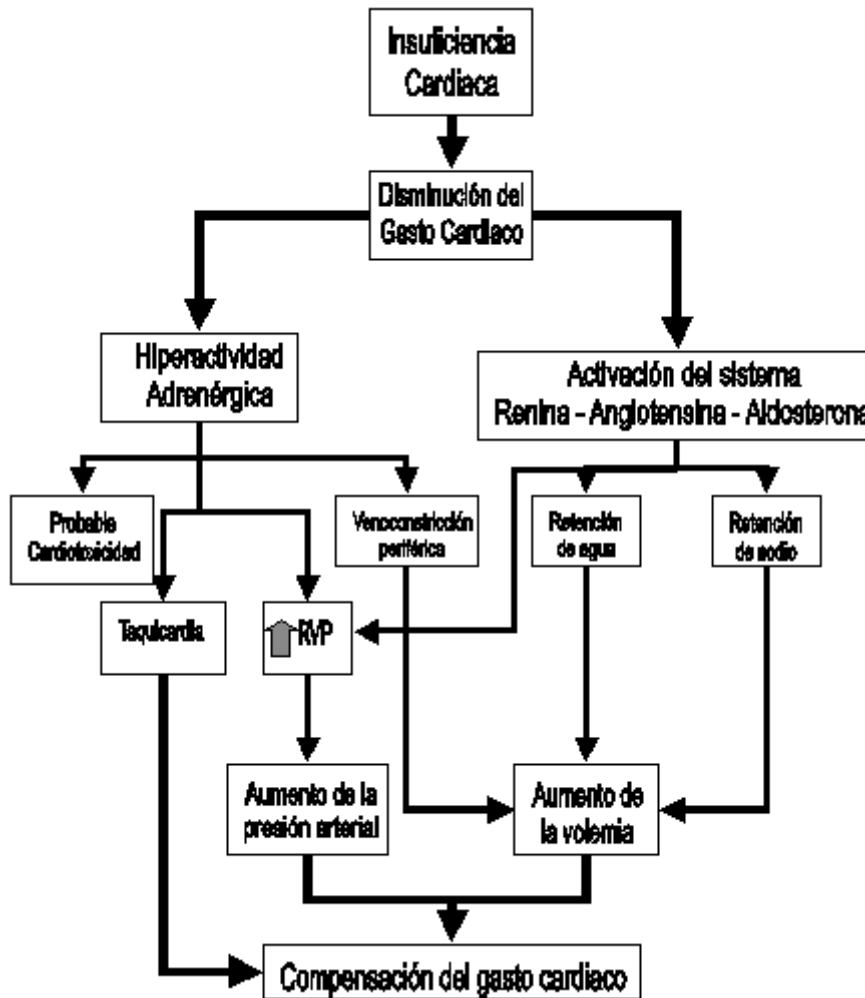 Insuficiencia
Cardiaca
Disminución del
Gasto Cardiaco
Hiperactividad
Adrenérgica
Activación del sistema
Renina - Angiotensina - Aldosterona
Probable
Cardiotoxicidad
Venoconstricción
periférica
Retención
de agua
Retención
de sodio
Taquicardia
RVP
Aumento de la
presión arterial
Aumento de
la volemia
Compensación del gasto cardiaco